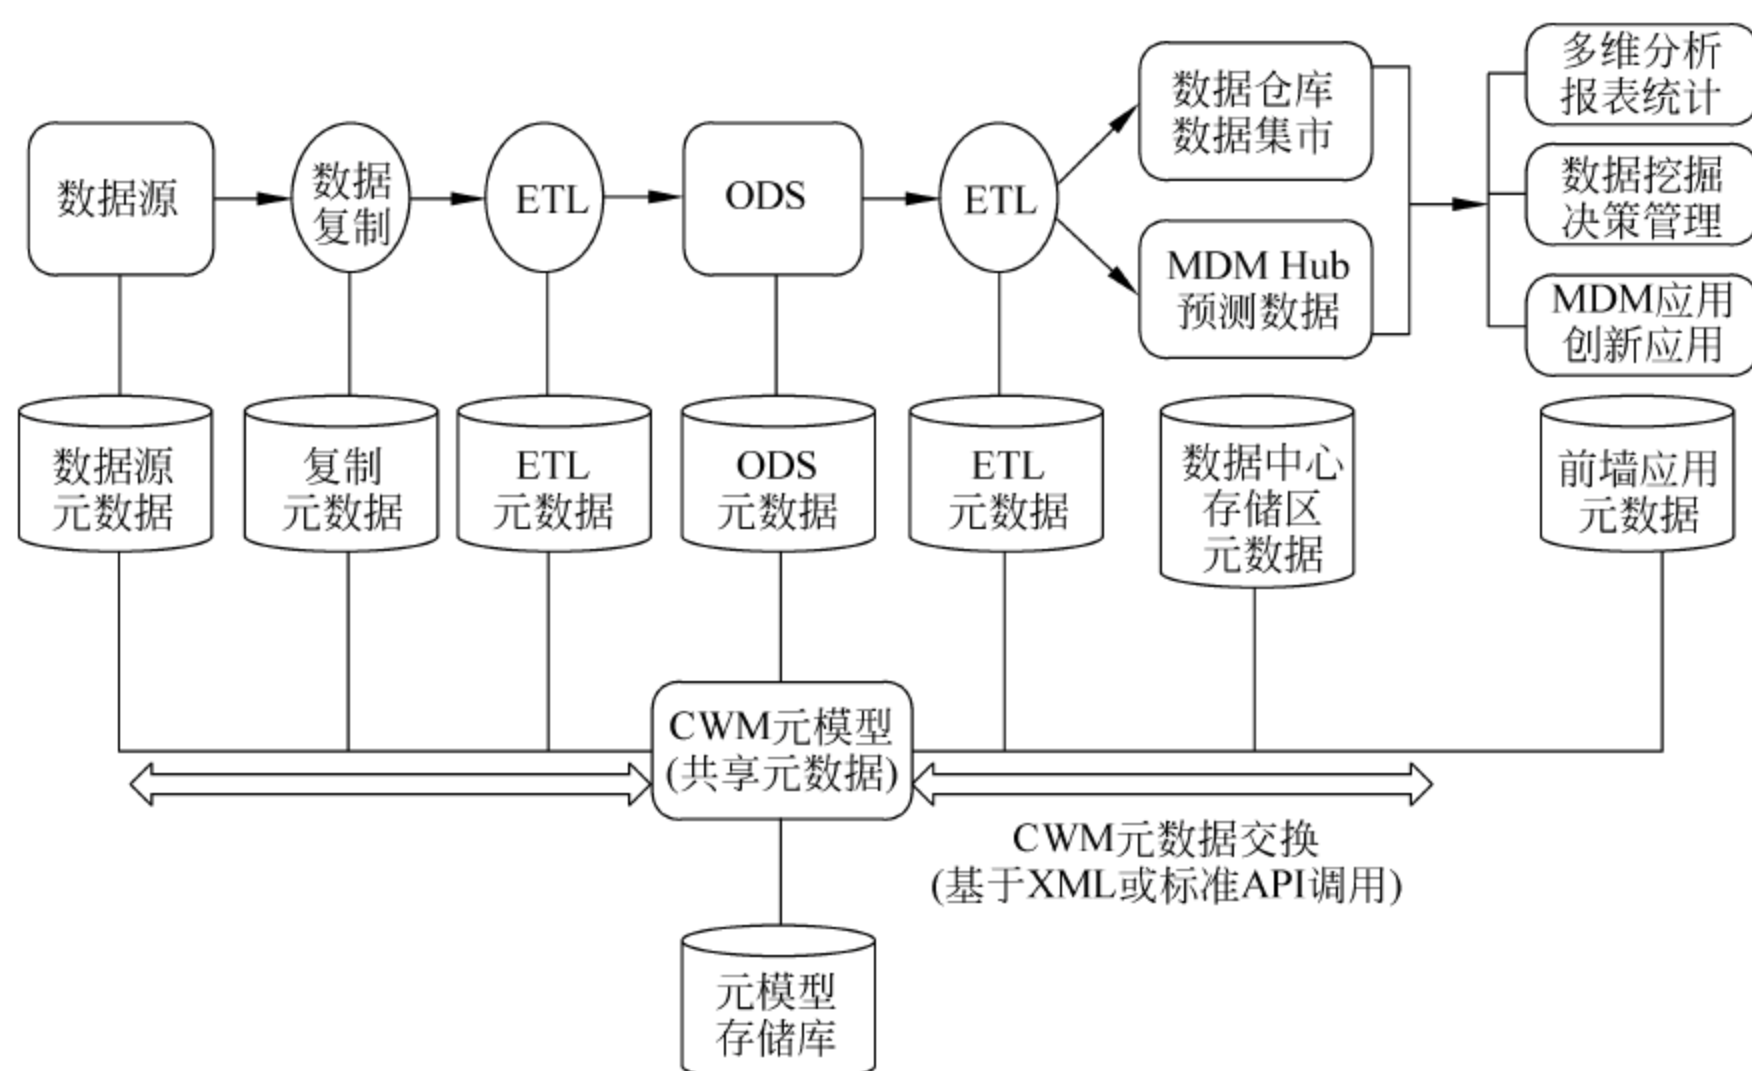 数据源
数据
复制
ETL
ODS
ETL
数据仓库
数据集市
MDM Hub
预测数据
多维分析
报表统计
数据挖掘
决策管理
MDM应用
创新应用
数据源
元数据
复制
元数据
ETL
元数据
ODS
元数据
ETL
元数据
数据中心
存储区
元数据
前墙应用
元数据
CWM元模型
(共享元数据)
CWM元数据交换
(基于XML或标准API调用)
元模型
存储库